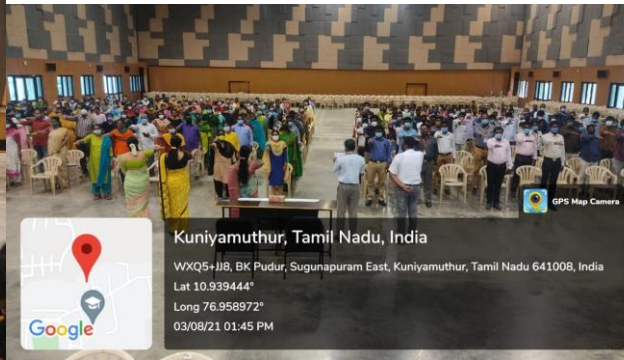 GPS Map Camera
Kuniyamuthur, Tamil Nadu, India
WXQ5+JJ8, BK Pudur, Sugunapuram East, Kuniyamuthur, Tamil Nadu 641008, India
Lat 10.939444°
Long 76.958972°
03/08/21 01:45 PM
Google